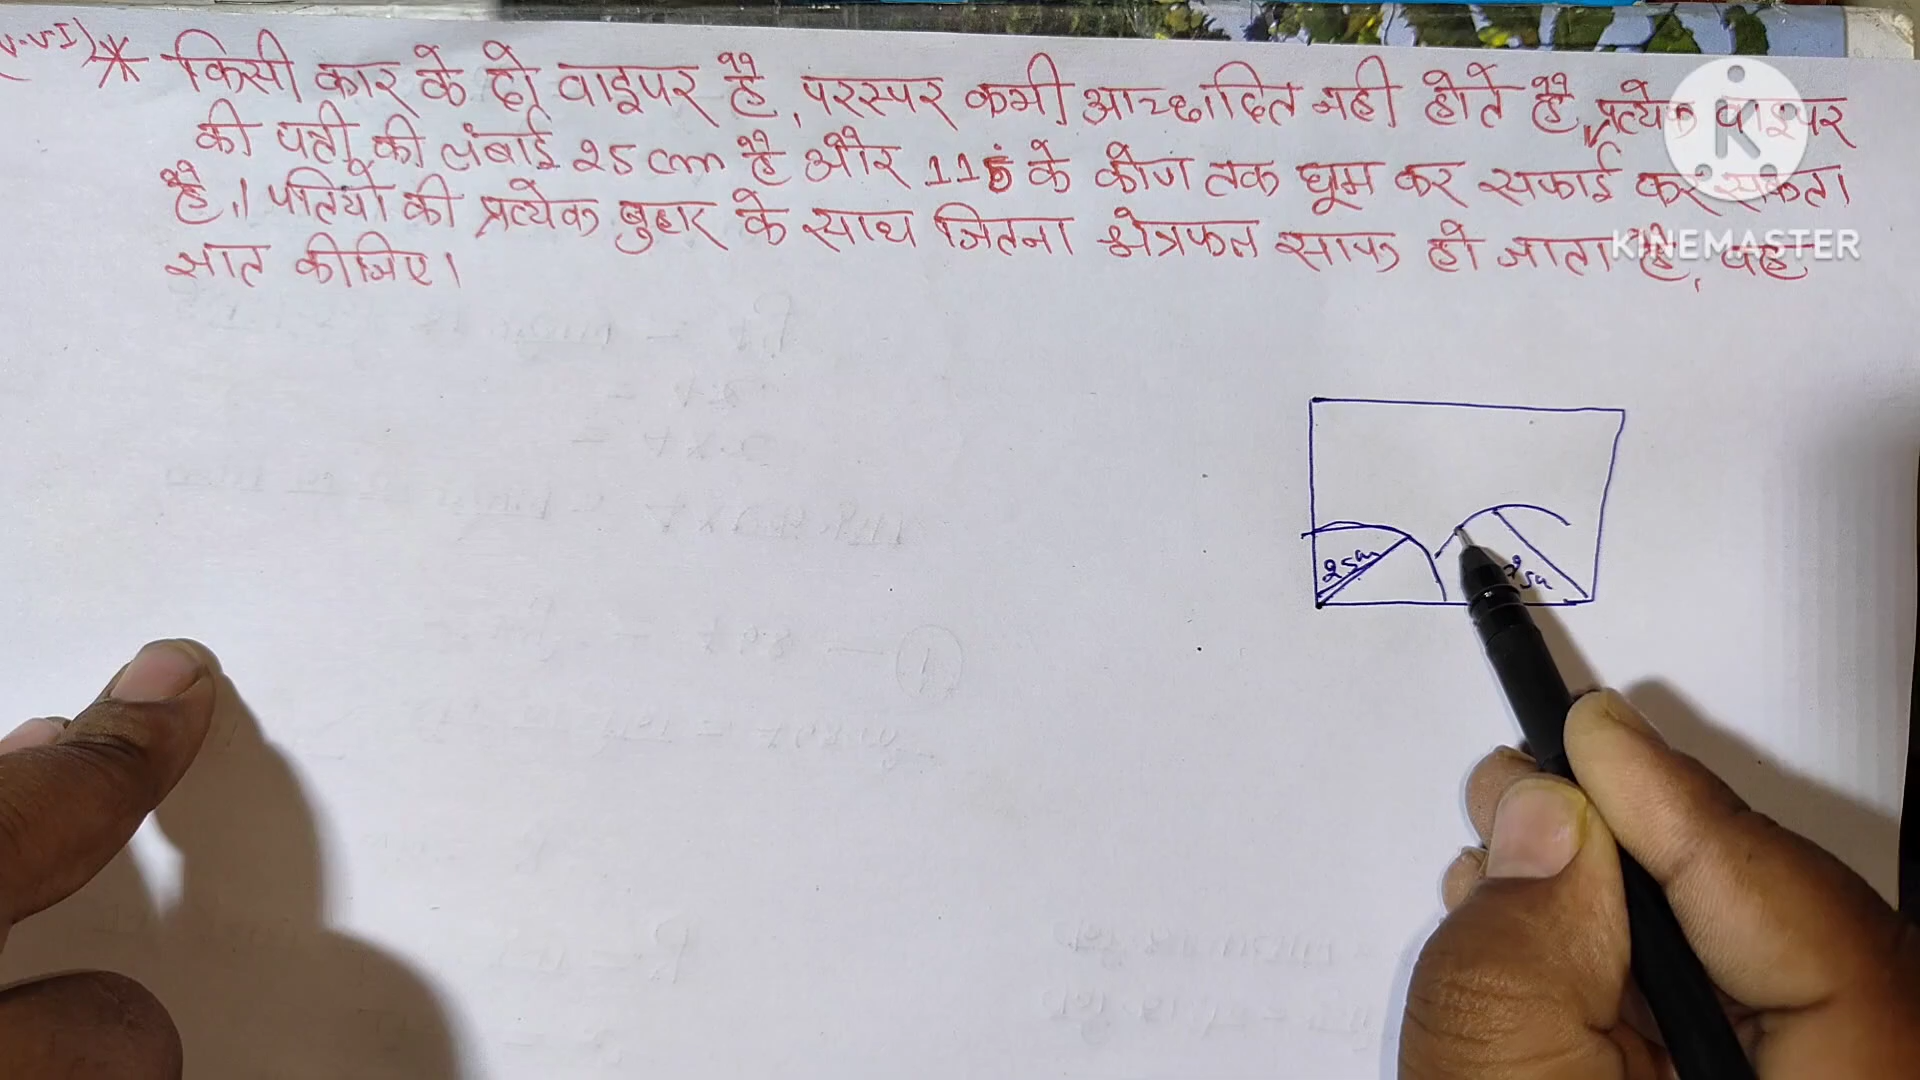 V.V.I) * किसी कार के दो वाइपर है, परस्पर कभी आच्छादित नही होते है, प्रत्येक वाइपर
की पत्ती की लंबाई 25 cm है और 115 के कोण तक घूम कर सफाई कर सकता
है। पतियो की प्रत्येक बुहार के साथ जितना क्षेत्रफल साफ हो जाता है, वह
ज्ञात कीजिए।
KINEMASTER
25cm
25cm